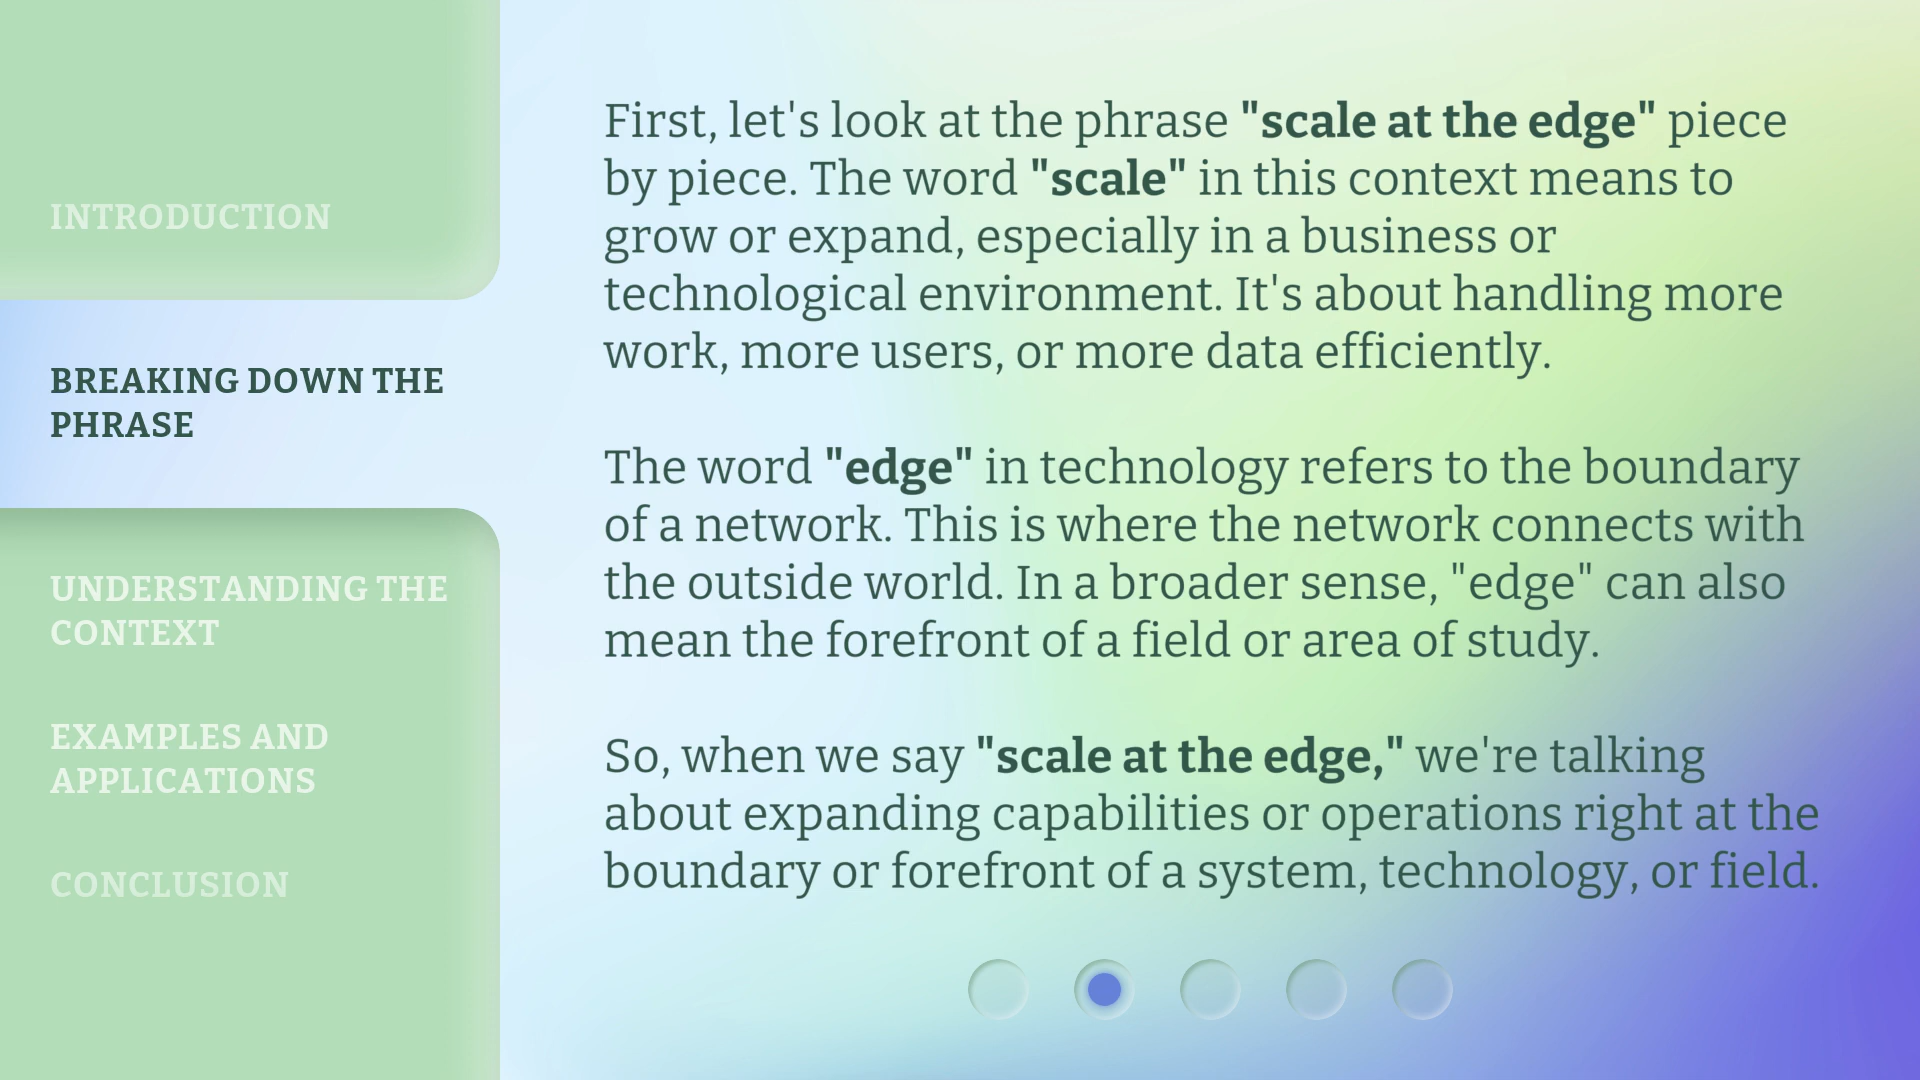 INTRODUCTION
BREAKING DOWN THE
PHRASE
UNDERSTANDING THE
CONTEXT
EXAMPLES AND
APPLICATIONS
CONCLUSION
First, let's look at the phrase "scale at the edge" piece
by piece. The word "scale" in this context means to
grow or expand, especially in a business or
technological environment. It's about handling more
work, more users, or more data efficiently.
The word "edge" in technology refers to the boundary
of a network. This is where the network connects with
the outside world. In a broader sense, "edge" can also
mean the forefront of a field or area of study.
So, when we say "scale at the edge," we're talking
about expanding capabilities or operations right at the
boundary or forefront of a system, technology, or field.